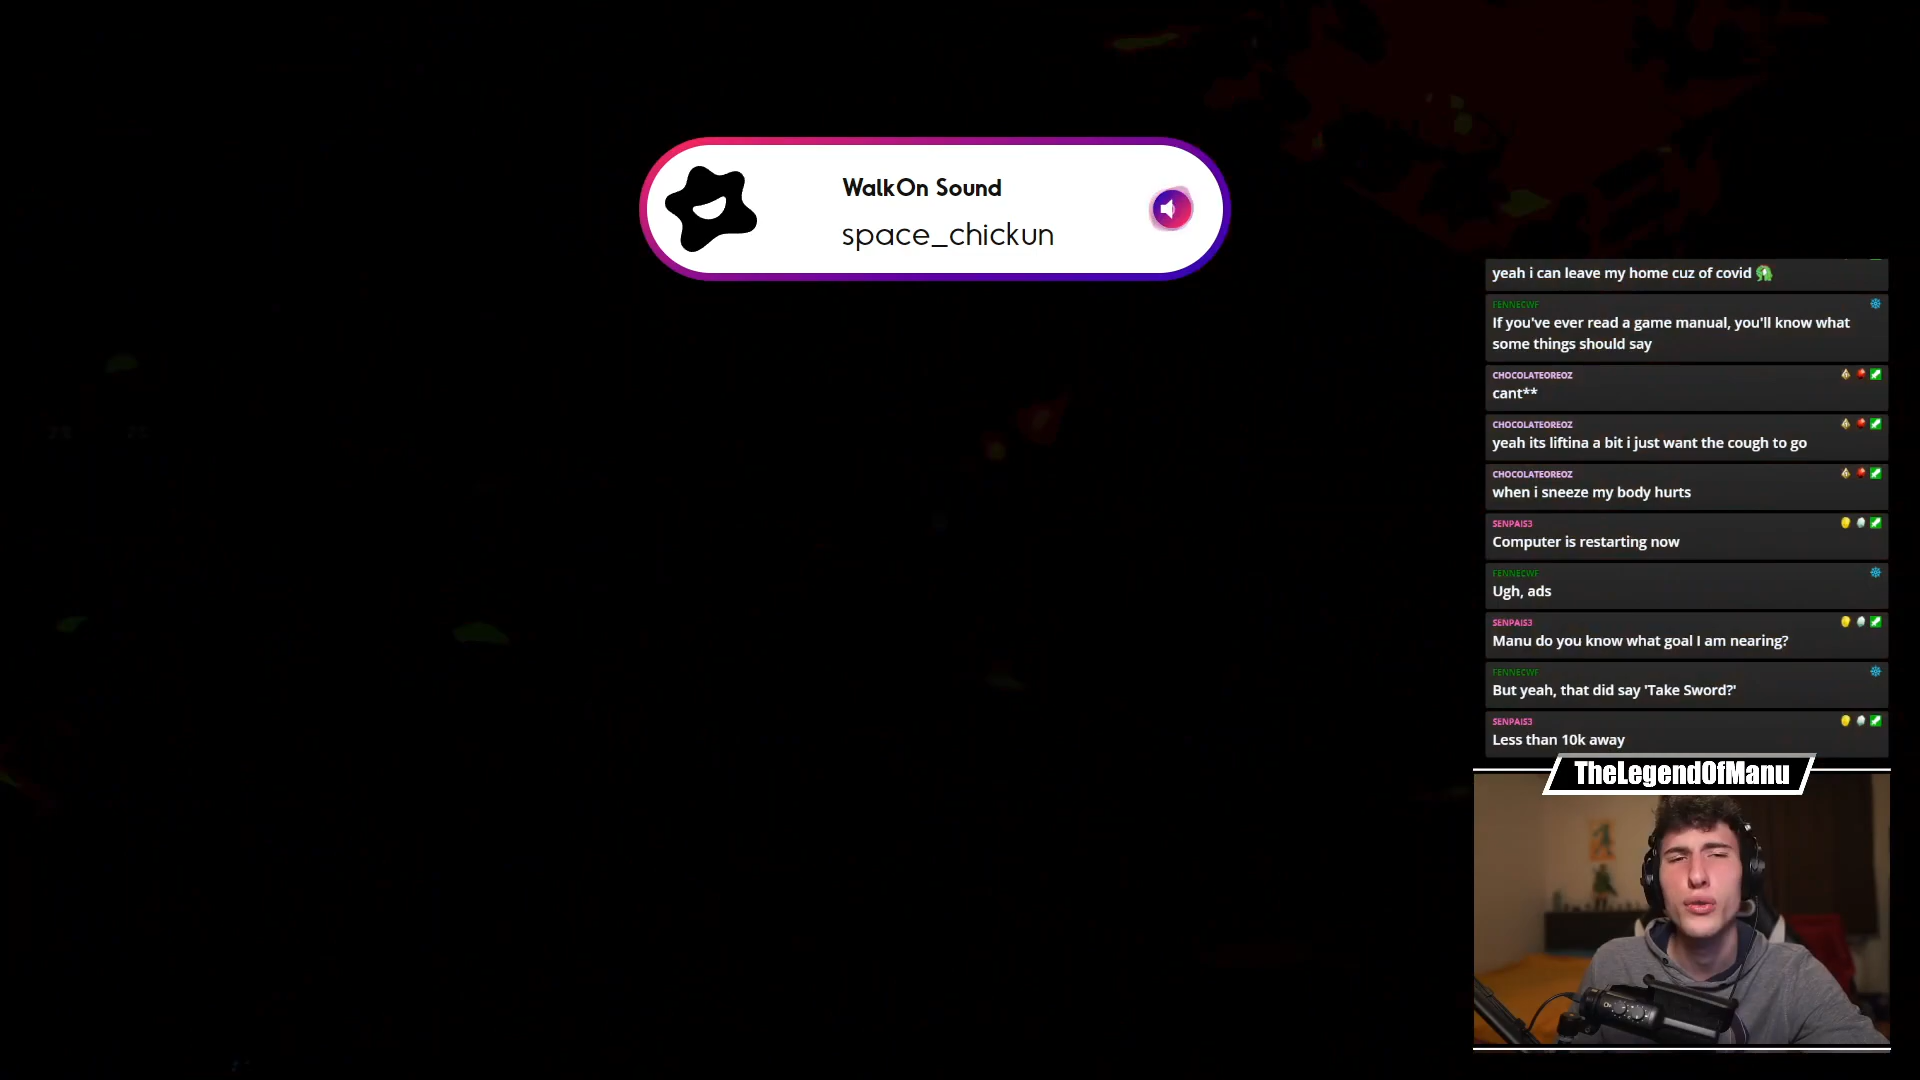 WalkOn Sound
space_chickun
yeah i can leave my home cuz of covid
FENNECWF
If you've ever read a game manual, you'll know what
some things should say
CHOCOLATEOREOZ
cant**
CHOCOLATEOREOZ
yeah its liftina a bit i just want the cough to go
CHOCOLATEOREOZ
when i sneeze my body hurts
SENPAIS3
Computer is restarting now
FENNECWF
Ugh, ads
SENPAIS3
Manu do you know what goal I am nearing?
FENNECWF
But yeah, that did say 'Take Sword?'
SENPAIS3
Less than 10k away
TheLegendOfManu